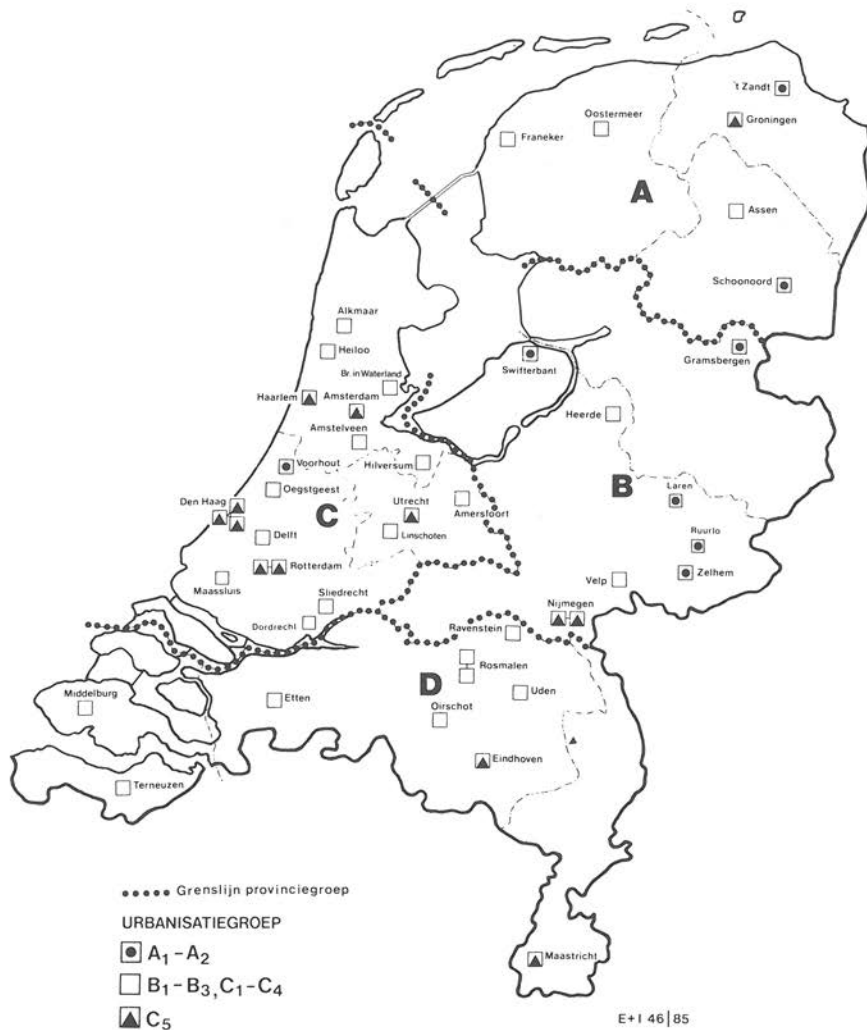 't Zandt
Oostermeer
Groningen
Franeker
A
Assen
Schoonoord
Alkmaar
Gramsbergen
Heiloo
Swifterbant
Br. in Waterland
Haarlem
Amsterdam
Heerde
Amstelveen
Voorhout
Hilversum
Laren
B
Oegstgeest
Den Haag
C
Utrecht
Amersfoort
Delft
Linschoten
Ruurlo
Rotterdam
Zelhem
Maassluis
Velp
Sliedrecht
Nijmegen
Dordrecht
Ravenstein
Rosmalen
D
Middelburg
Etten
Uden
Oirschot
Eindhoven
Terneuzen
Grenslijn provinciegroep
URBANISATIEGROEP
A1-A2
Maastricht
B1-B3, C1-C4
C5
E+I 46|85